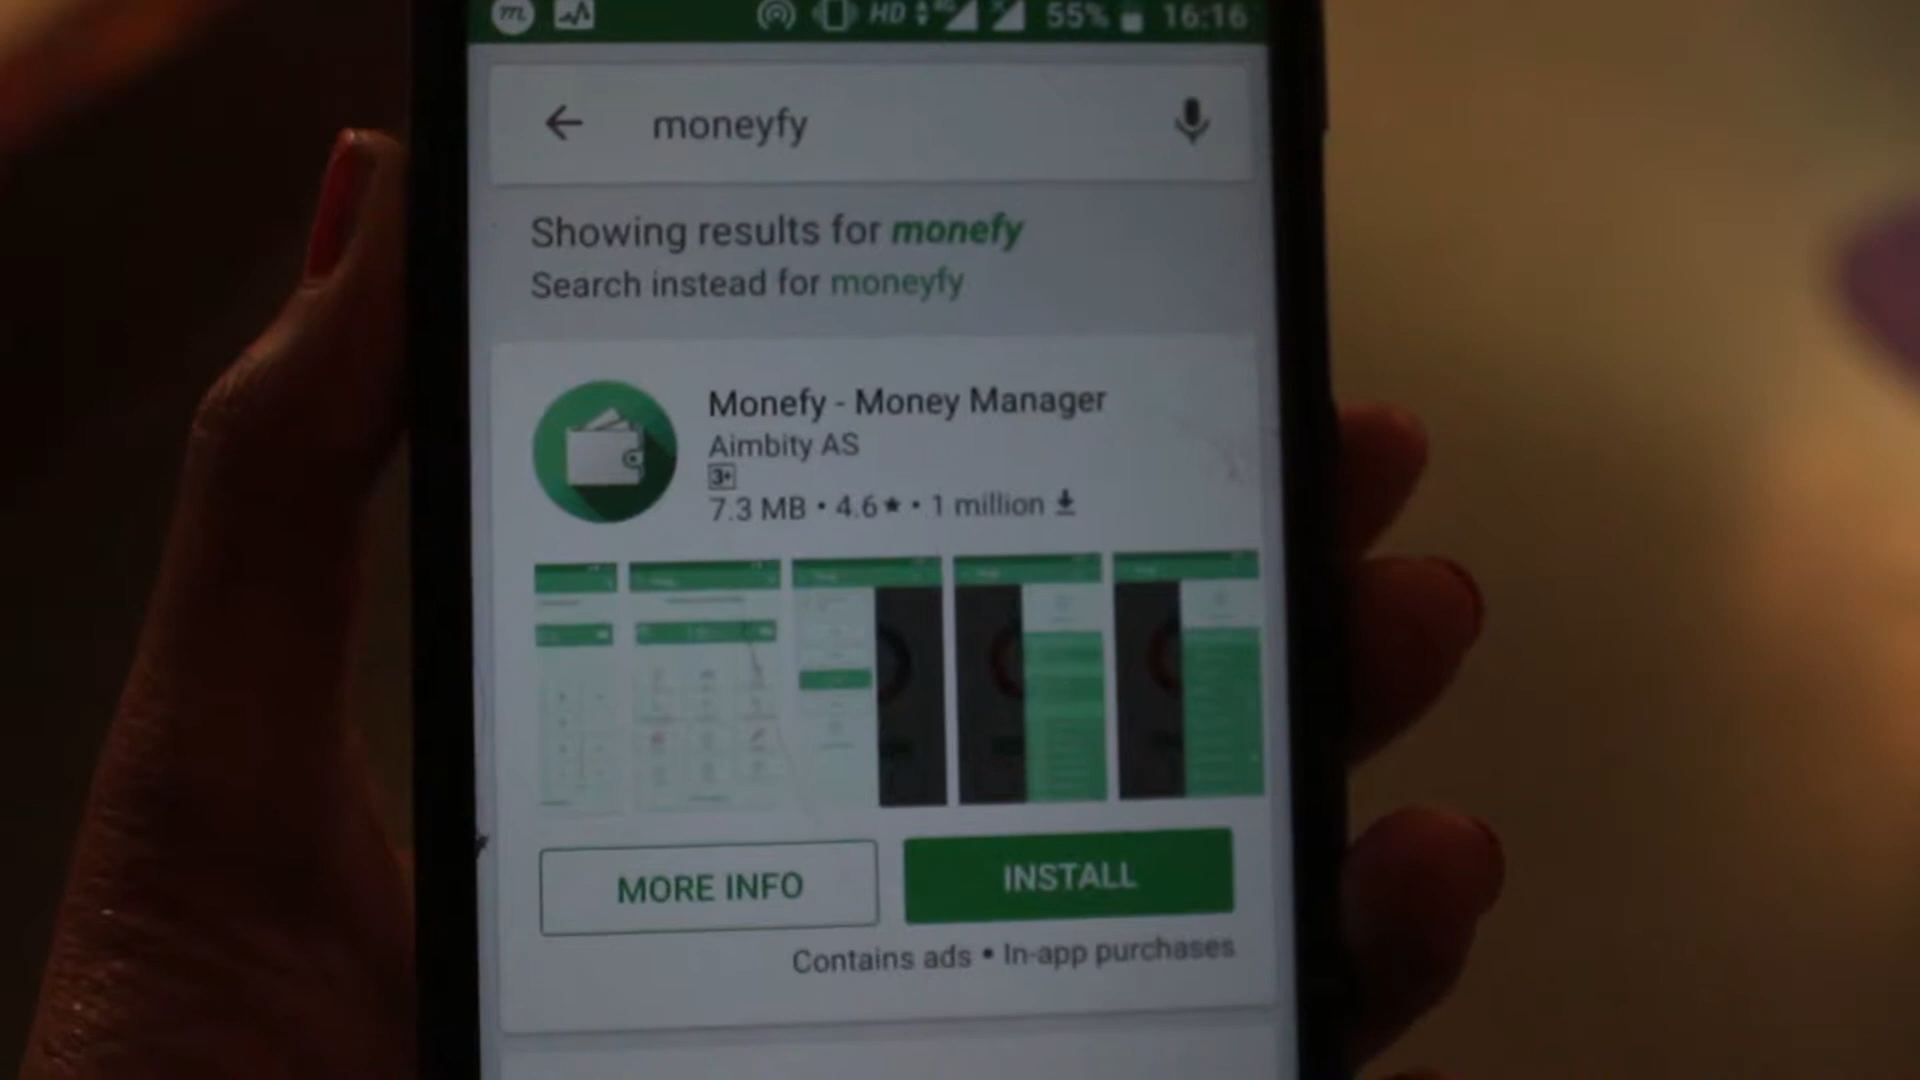 m HD 4G 55% 16:16
moneyfy
Showing results for monefy
Search instead for moneyfy
Monefy - Money Manager
Aimbity AS
3+
7.3 MB • 4.6★ • 1 million
MORE INFO
INSTALL
Contains ads • In-app purchases